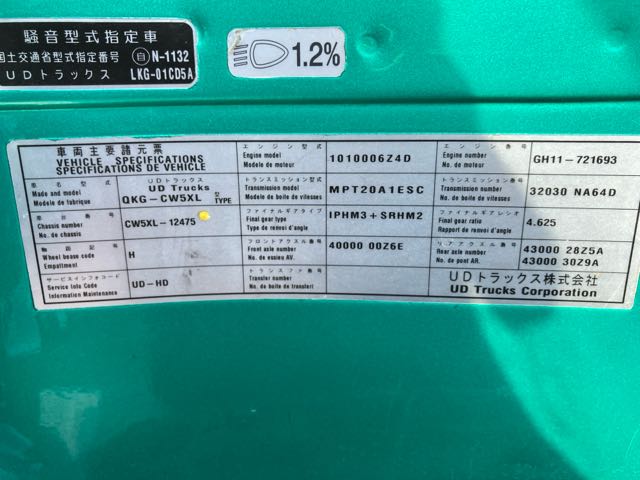 騒音型式指定車
国土交通省型式指定番号 自 N-1132
UDトラックス LKG-01CD5A
1.2%
車両主要諸元票
VEHICLE SPECIFICATIONS
SPECIFICATIONS DE VEHICLE
エンジン型式
Engine model
Modele de moteur
1010006Z4D
エンジン番号
Engine number
No. de moteur
GH11-721693
車名型式
Made and model
Modele de fabrique
UDトラックス
UD Trucks
QKG-CW5XL 型 TYPE
トランスミッション型式
Transmission model
Modele de boite de vitesses
MPT20A1ESC
トランスミッション番号
Transmission number
No. de boite de vitesses
32030 NA64D
車台番号
Chassis number
No. de chassis
CW5XL-12475
ファイナルギアタイプ
Final gear type
Type de renvoi d'angle
IPHM3+SRHM2
ファイナルギアレシオ
Final gear ratio
Rapport de renvoi d'angle
4.625
軸距記号
Wheel base code
Empattment
H
フロントアクスル番号
Front axle number
No. de essieu AV.
40000 00Z6E
リアアクスル番号
Rear axle number
No. de pont AR.
43000 28Z5A
43000 30Z9A
サービスインフォコード
Service Info Code
Information Maintenance
UD-HD
トランスファ番号
Transfer number
No. de boite de transferi
UDトラックス株式会社
UD Trucks Corporation